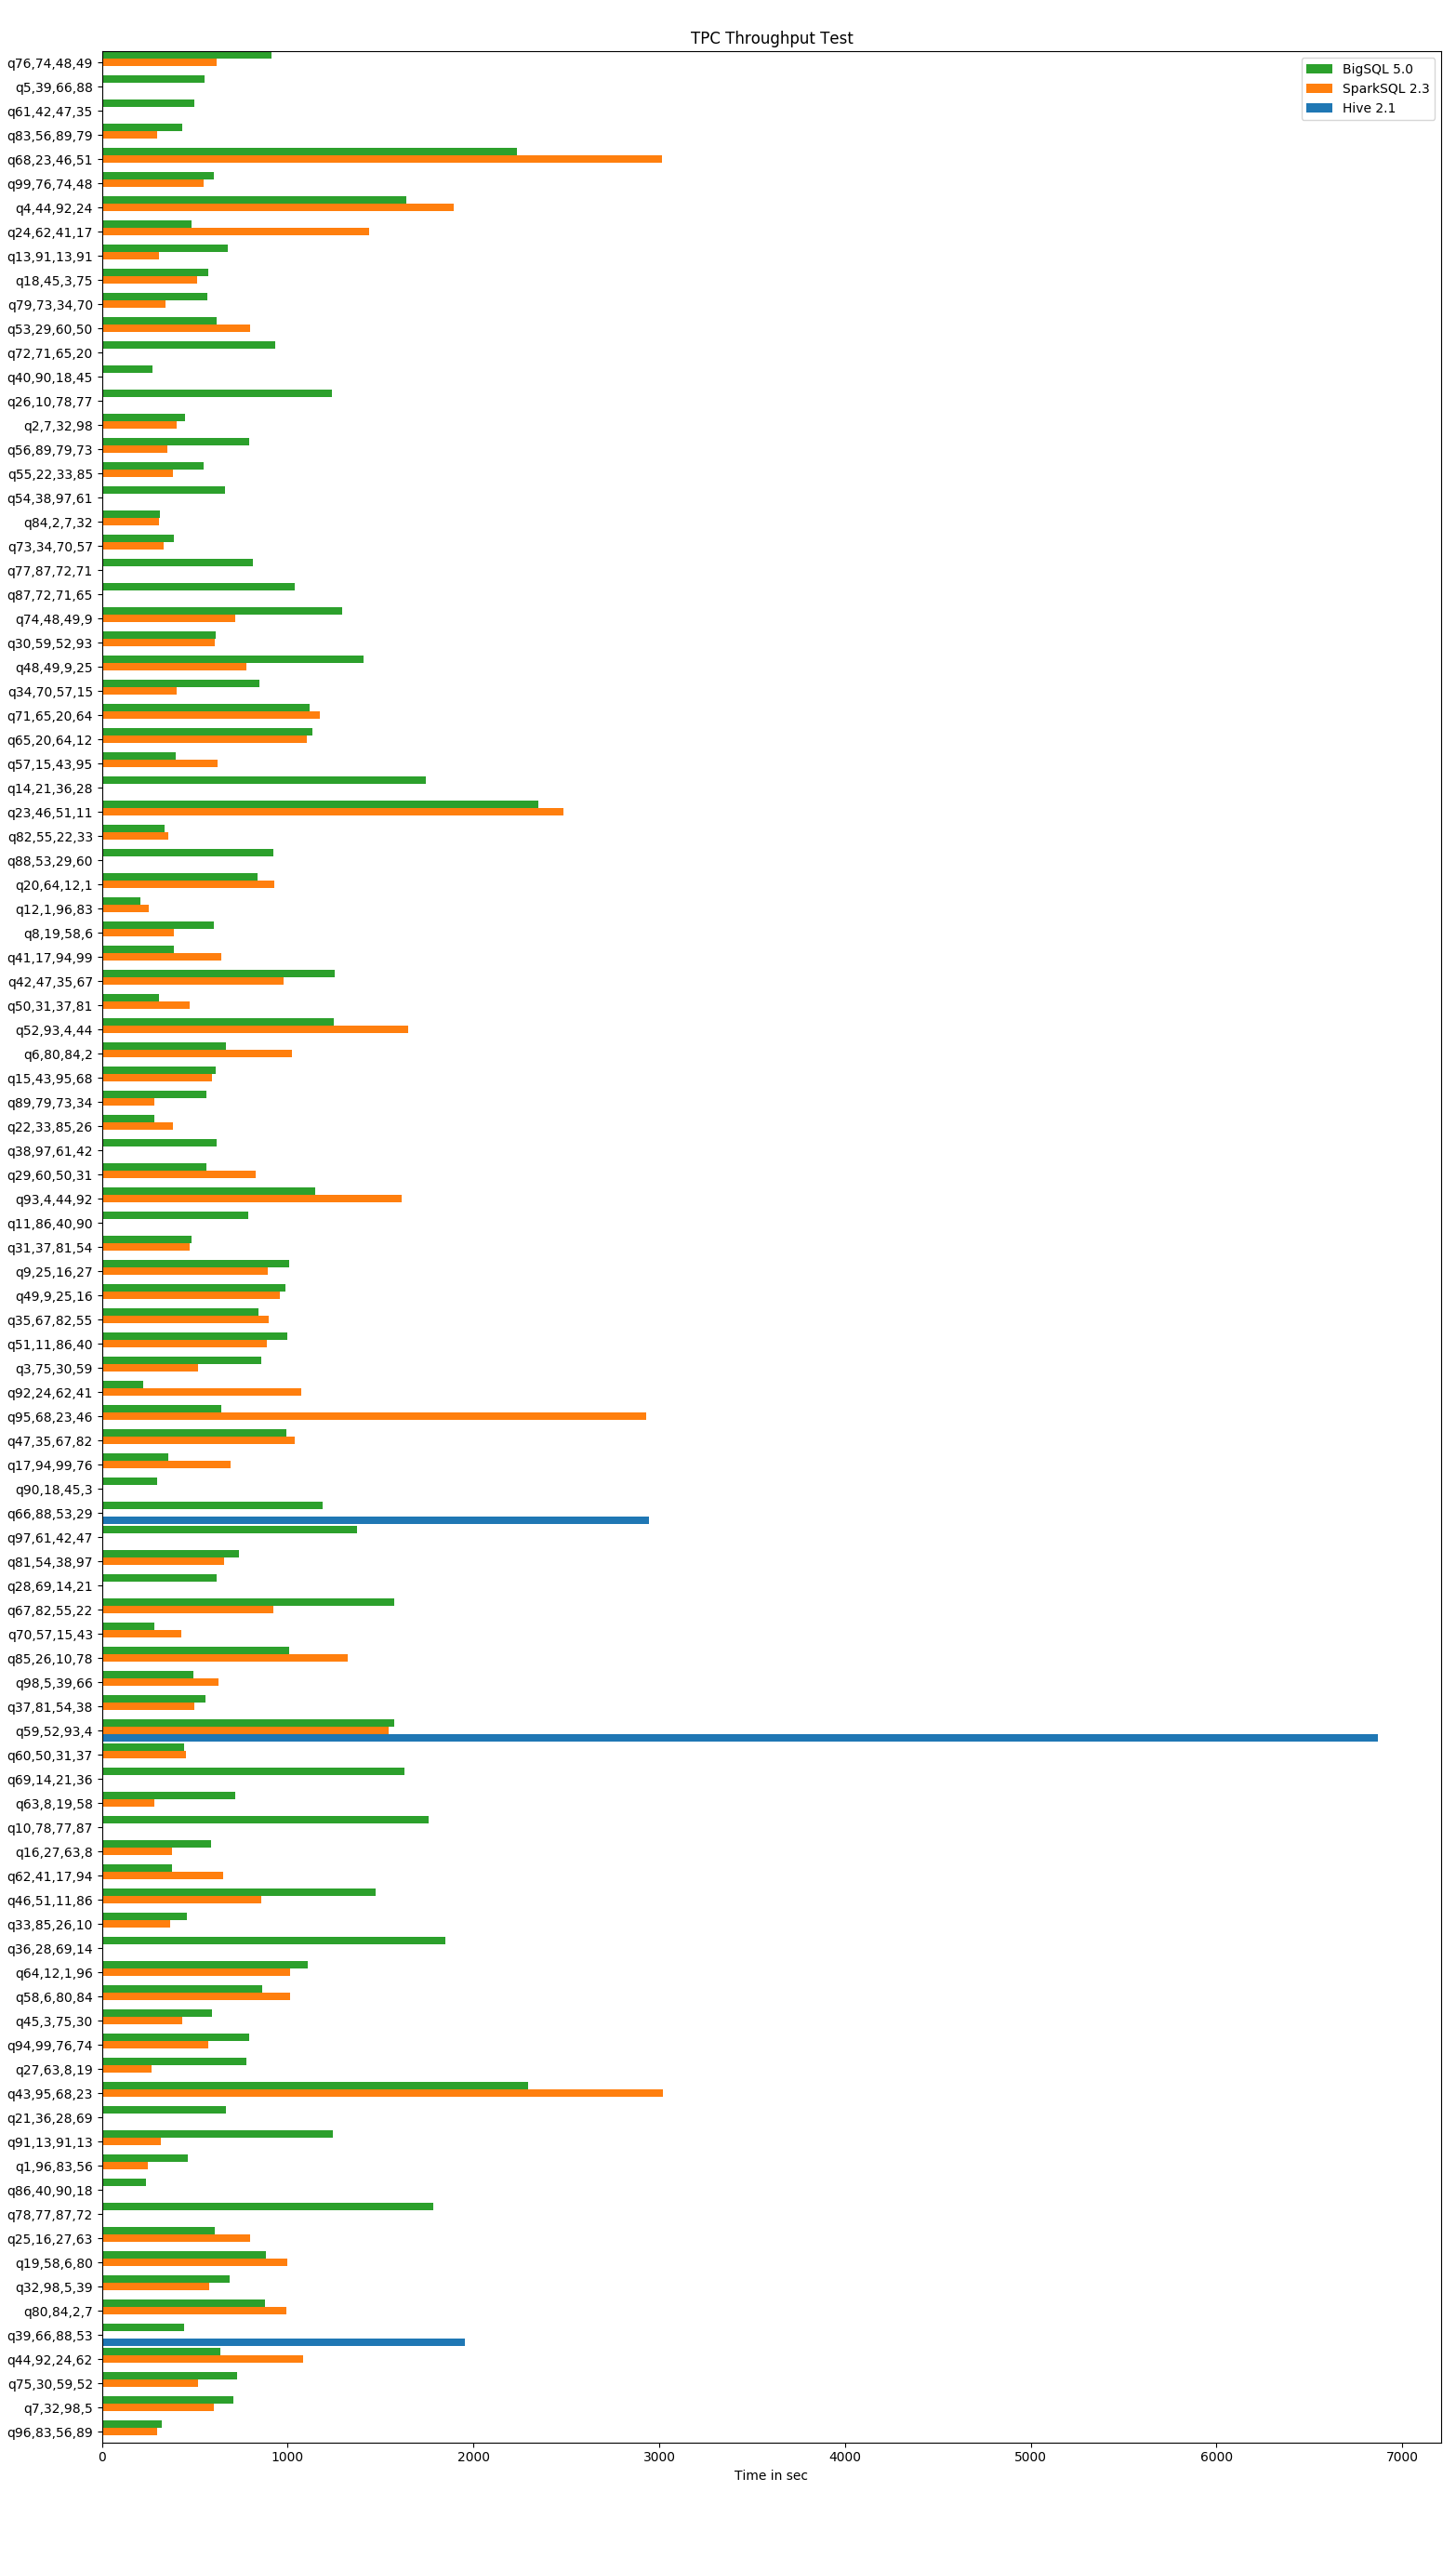 TPC Throughput Test
BigSQL 5.0
SparkSQL 2.3
Hive 2.1
q76,74,48,49
q5,39,66,88
q61,42,47,35
q83,56,89,79
q68,23,46,51
q99,76,74,48
q4,44,92,24
q24,62,41,17
q13,91,13,91
q18,45,3,75
q79,73,34,70
q53,29,60,50
q72,71,65,20
q40,90,18,45
q26,10,78,77
q2,7,32,98
q56,89,79,73
q55,22,33,85
q54,38,97,61
q84,2,7,32
q73,34,70,57
q77,87,72,71
q87,72,71,65
q74,48,49,9
q30,59,52,93
q48,49,9,25
q34,70,57,15
q71,65,20,64
q65,20,64,12
q57,15,43,95
q14,21,36,28
q23,46,51,11
q82,55,22,33
q88,53,29,60
q20,64,12,1
q12,1,96,83
q8,19,58,6
q41,17,94,99
q42,47,35,67
q50,31,37,81
q52,93,4,44
q6,80,84,2
q15,43,95,68
q89,79,73,34
q22,33,85,26
q38,97,61,42
q29,60,50,31
q93,4,44,92
q11,86,40,90
q31,37,81,54
q9,25,16,27
q49,9,25,16
q35,67,82,55
q51,11,86,40
q3,75,30,59
q92,24,62,41
q95,68,23,46
q47,35,67,82
q17,94,99,76
q90,18,45,3
q66,88,53,29
q97,61,42,47
q81,54,38,97
q28,69,14,21
q67,82,55,22
q70,57,15,43
q85,26,10,78
q98,5,39,66
q37,81,54,38
q59,52,93,4
q60,50,31,37
q69,14,21,36
q63,8,19,58
q10,78,77,87
q16,27,63,8
q62,41,17,94
q46,51,11,86
q33,85,26,10
q36,28,69,14
q64,12,1,96
q58,6,80,84
q45,3,75,30
q94,99,76,74
q27,63,8,19
q43,95,68,23
q21,36,28,69
q91,13,91,13
q1,96,83,56
q86,40,90,18
q78,77,87,72
q25,16,27,63
q19,58,6,80
q32,98,5,39
q80,84,2,7
q39,66,88,53
q44,92,24,62
q75,30,59,52
q7,32,98,5
q96,83,56,89
0 1000 2000 3000 4000 5000 6000 7000
Time in sec